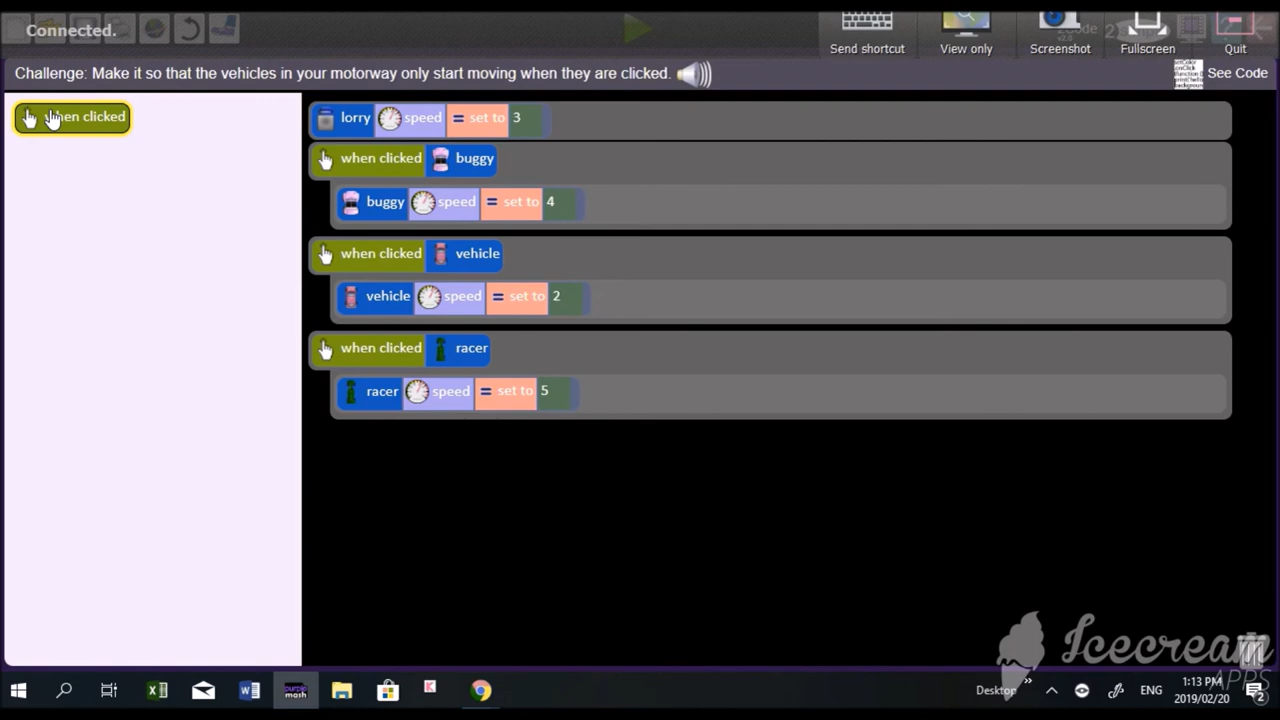 Connected.
Send shortcut
View only
Screenshot
Fullscreen
Quit
Challenge: Make it so that the vehicles in your motorway only start moving when they are clicked.
See Code
when clicked
lorry speed = set to 3
when clicked buggy
buggy speed = set to 4
when clicked vehicle
vehicle speed = set to 2
when clicked racer
racer speed = set to 5
Icecream
APPS
purple
mash
Desktop
ENG
1:13 PM
2019/02/20
2